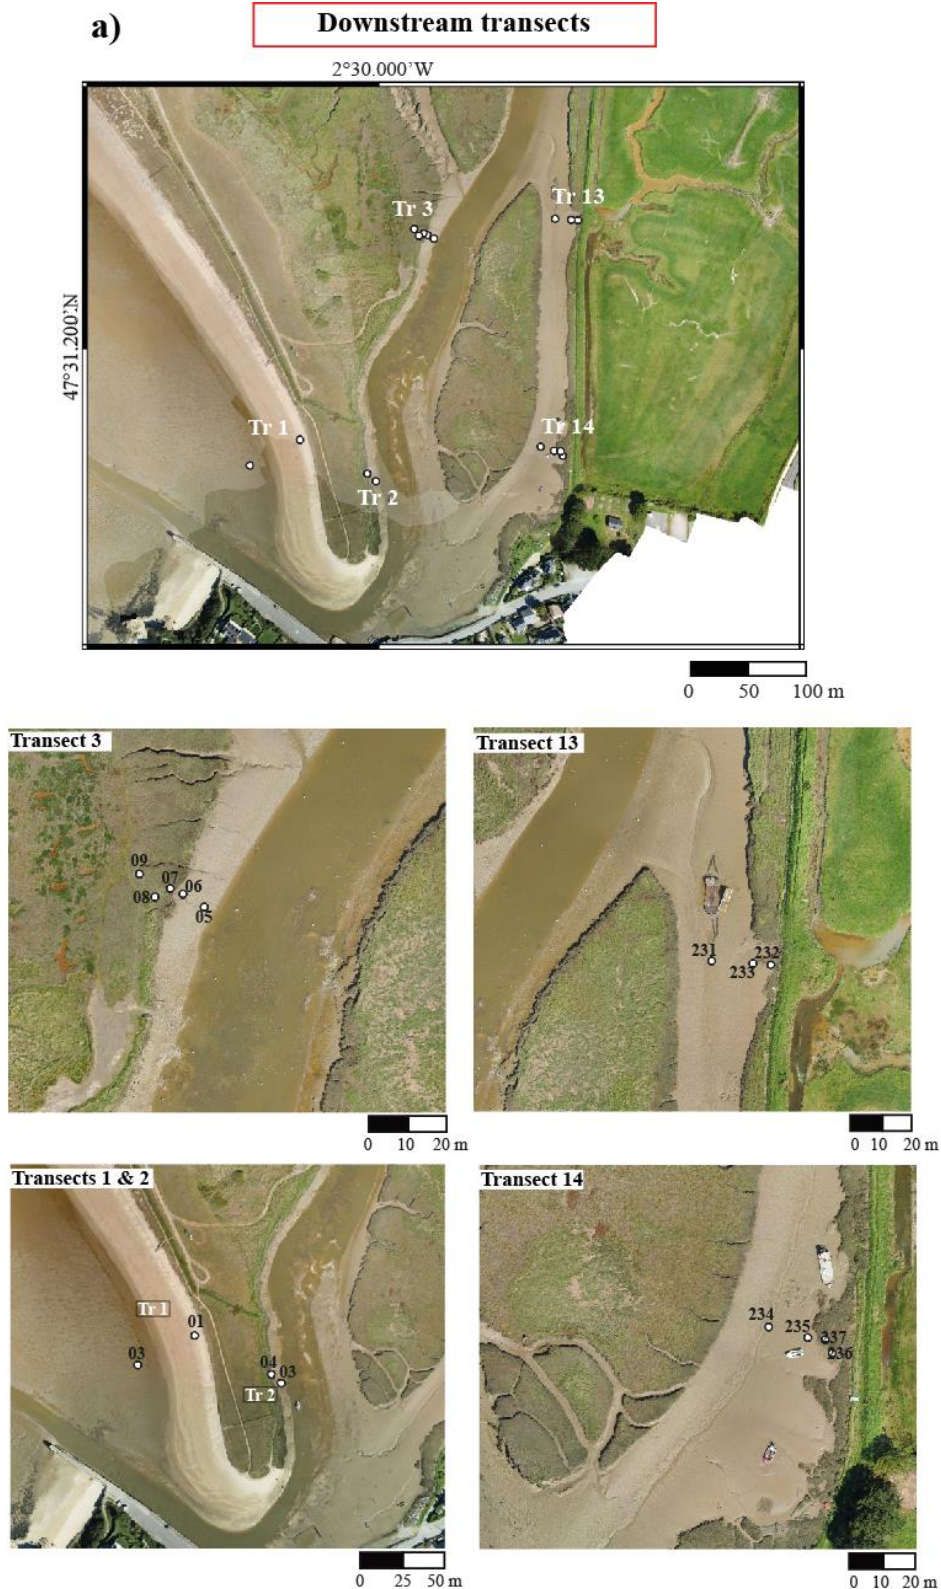 a)
Downstream transects
2°30.000'W
47°31.200'N
Tr 13
Tr 3
Tr 1
Tr 14
Tr 2
0 50 100 m
Transect 3
09
07
06
08
05
0 10 20 m
Transect 13
231
232
233
0 10 20 m
Transects 1 & 2
Tr 1
01
03
04
03
Tr 2
0 25 50 m
Transect 14
234
235
237
236
0 10 20 m